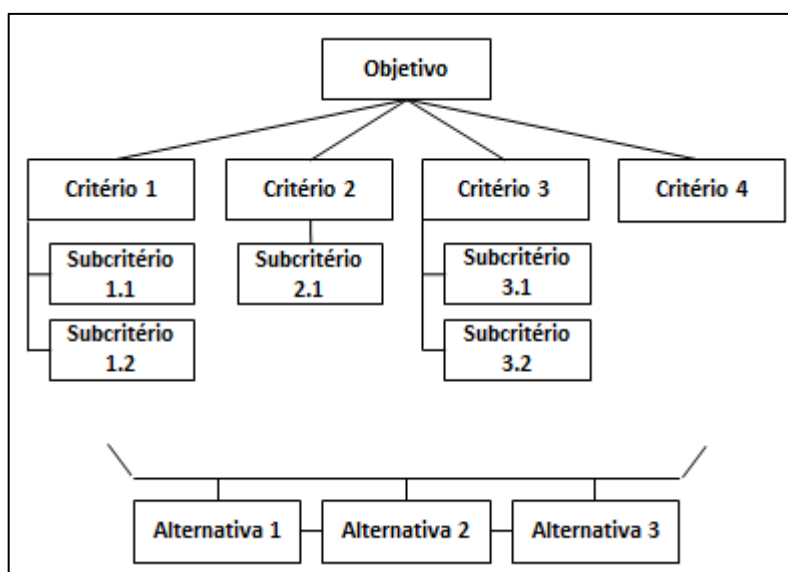 Objetivo
Critério 1
Critério 2
Critério 3
Critério 4
Subcritério
1.1
Subcritério
2.1
Subcritério
3.1
Subcritério
1.2
Subcritério
3.2
Alternativa 1
Alternativa 2
Alternativa 3